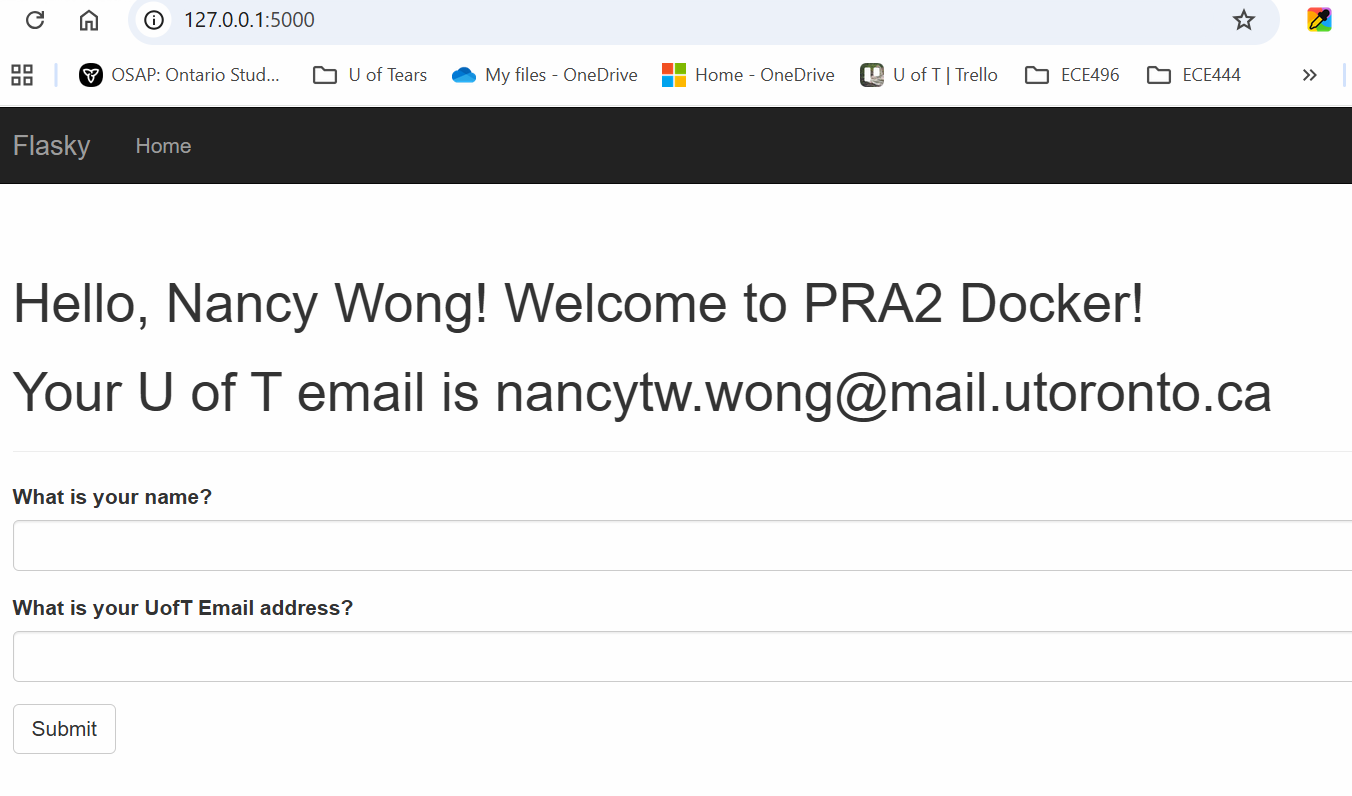 127.0.0.1:5000
OSAP: Ontario Stud... U of Tears My files - OneDrive Home - OneDrive U of T | Trello ECE496 ECE444 »
Flasky Home
Hello, Nancy Wong! Welcome to PRA2 Docker!
Your U of T email is nancytw.wong@mail.utoronto.ca
What is your name?
What is your UofT Email address?
Submit